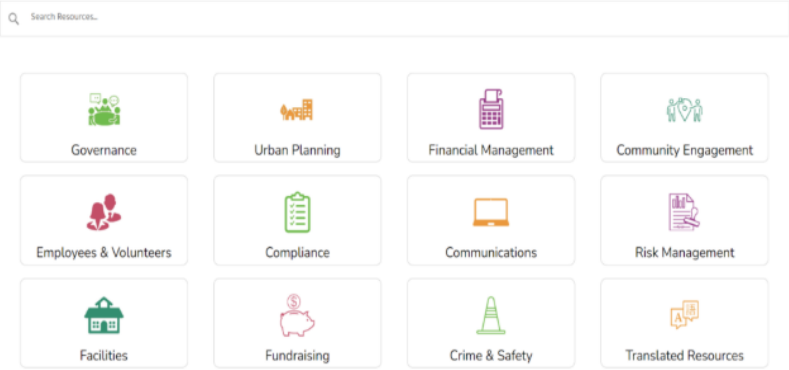 Search Resources...
Governance
Urban Planning
Financial Management
Community Engagement
Employees & Volunteers
Compliance
Communications
Risk Management
Facilities
Fundraising
Crime & Safety
Translated Resources